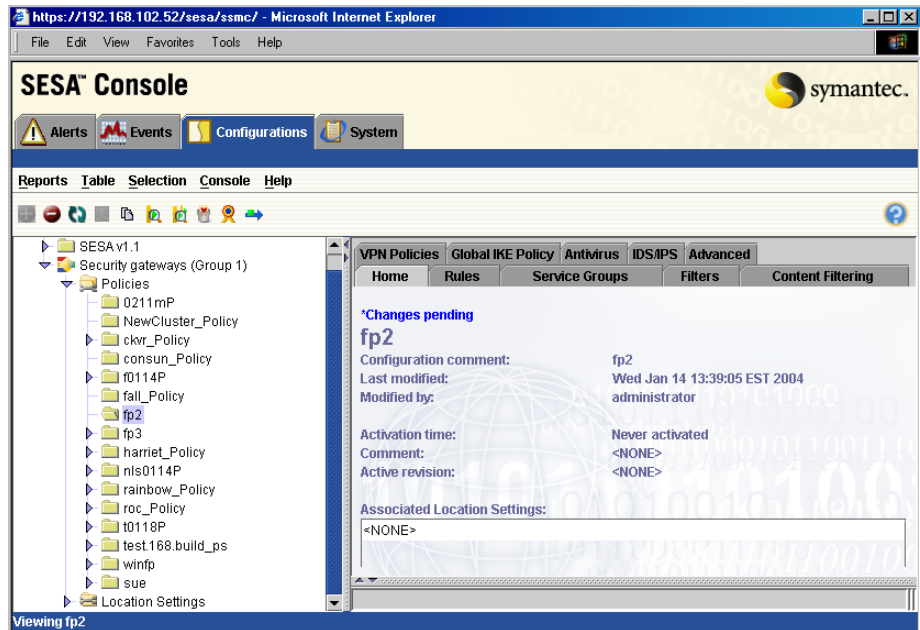 https://192.168.102.52/sesa/ssmc/ - Microsoft Internet Explorer
File Edit View Favorites Tools Help
SESA™ Console
symantec.
Alerts Events Configurations System
Reports Table Selection Console Help
SESA v1.1
Security gateways (Group 1)
Policies
0211mP
NewCluster_Policy
ckvr_Policy
consun_Policy
f0114P
fall_Policy
fp2
fp3
harriet_Policy
nls0114P
rainbow_Policy
roc_Policy
t0118P
test.168.build_ps
winfp
sue
Location Settings
VPN Policies Global IKE Policy Antivirus IDS/IPS Advanced
Home Rules Service Groups Filters Content Filtering
*Changes pending
fp2
Configuration comment: fp2
Last modified: Wed Jan 14 13:39:05 EST 2004
Modified by: administrator
Activation time: Never activated
Comment: <NONE>
Active revision: <NONE>
Associated Location Settings:
<NONE>
Viewing fp2